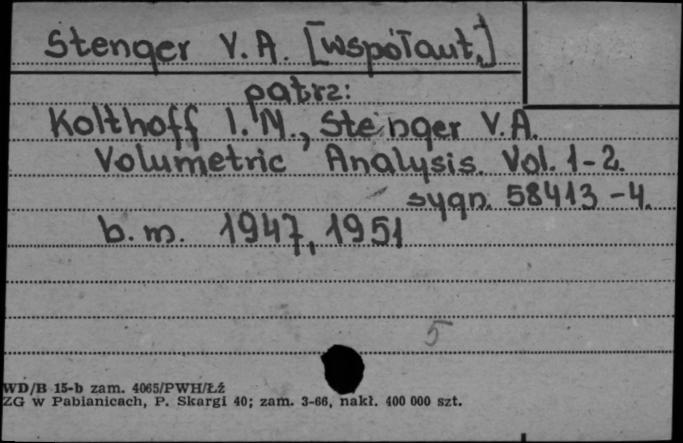 Stenger V.A. [współaut.]
patrz:
Kolthoff I.M., Stenger V.A.
Volumetric Analysis. Vol. 1-2.
sygn. 58413-4.
b.m. 1947, 1951
5
WD/B 15-b zam. 4065/PWH/Łź
ZG w Pabianicach, P. Skargi 40; zam. 3-66, nakł. 400 000 szt.